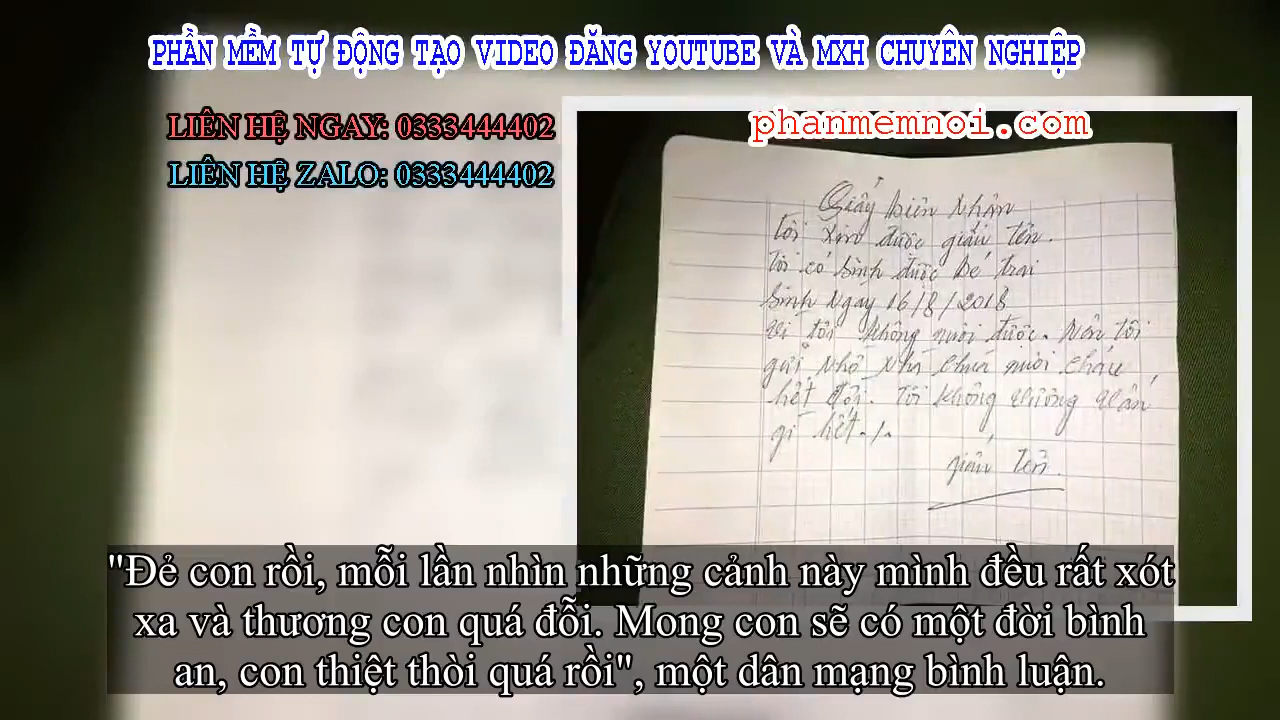 PHẦN MỀM TỰ ĐỘNG TẠO VIDEO ĐĂNG YOUTUBE VÀ MXH CHUYÊN NGHIỆP
LIÊN HỆ NGAY: 0333444402
LIÊN HỆ ZALO: 0333444402
phanmemnoi.com
Giấy biên Nhận
Tôi xin được giấu tên.
Tôi có sinh được bé trai
Sinh Ngày 16/8/2018
vì tôi không nuôi được. Nên tôi
gửi Nhờ Nhà chùa nuôi cháu
hết đời. Tôi không vướng vấn
gì hết./.
giấu tên.
"Đẻ con rồi, mỗi lần nhìn những cảnh này mình đều rất xót
xa và thương con quá đỗi. Mong con sẽ có một đời bình
an, con thiệt thòi quá rồi", một dân mạng bình luận.